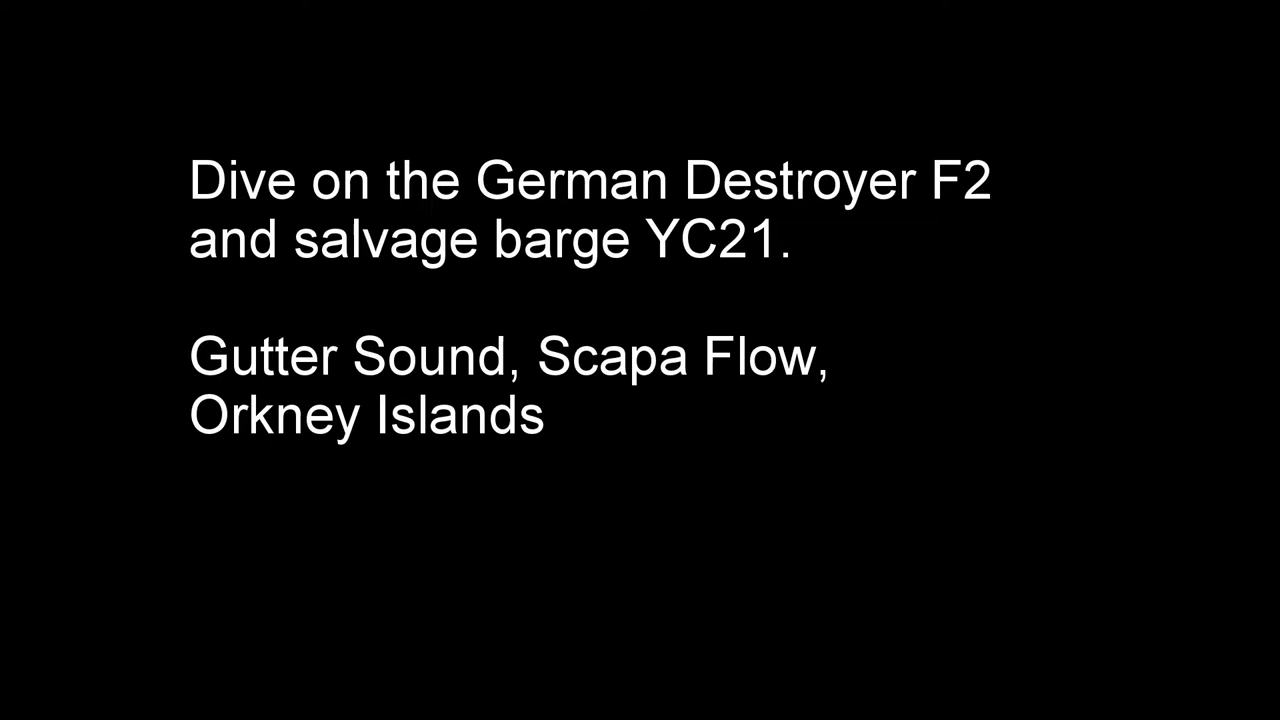 Dive on the German Destroyer F2
and salvage barge YC21.
Gutter Sound, Scapa Flow,
Orkney Islands